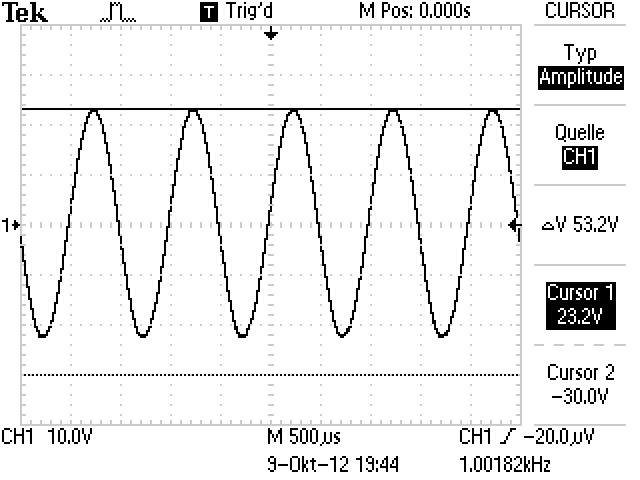 Tek T Trig'd M Pos: 0.000s CURSOR
Typ
Amplitude
Quelle
CH1
1
△V 53.2V
Cursor 1
23.2V
Cursor 2
-30.0V
CH1 10.0V M 500µs CH1 -20.0µV
9-Okt-12 19:44 1.00182kHz